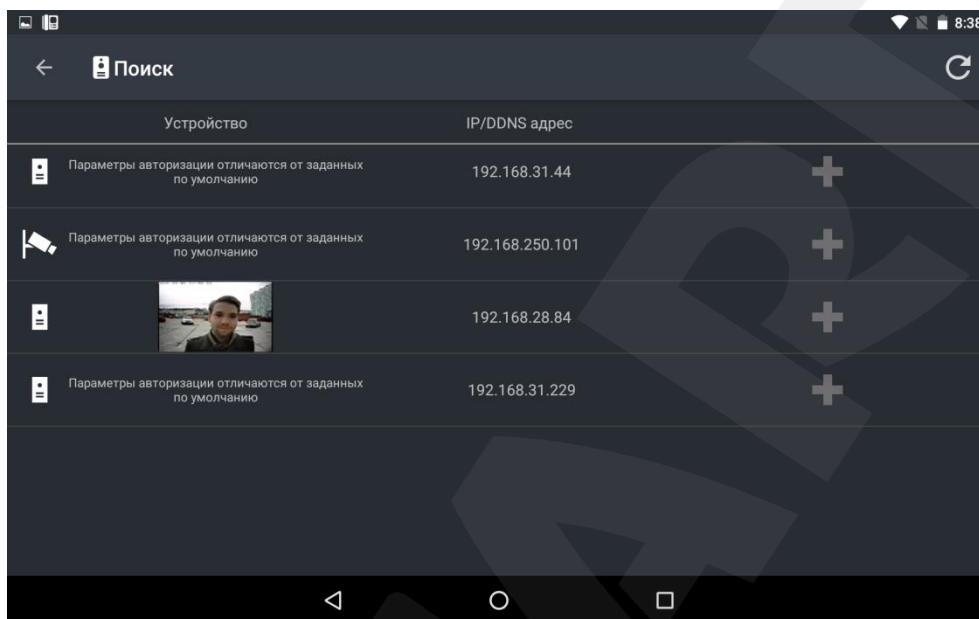 8:38
Поиск
Устройство IP/DDNS адрес
Параметры авторизации отличаются от заданных
по умолчанию
192.168.31.44
Параметры авторизации отличаются от заданных
по умолчанию
192.168.250.101
192.168.28.84
Параметры авторизации отличаются от заданных
по умолчанию
192.168.31.229